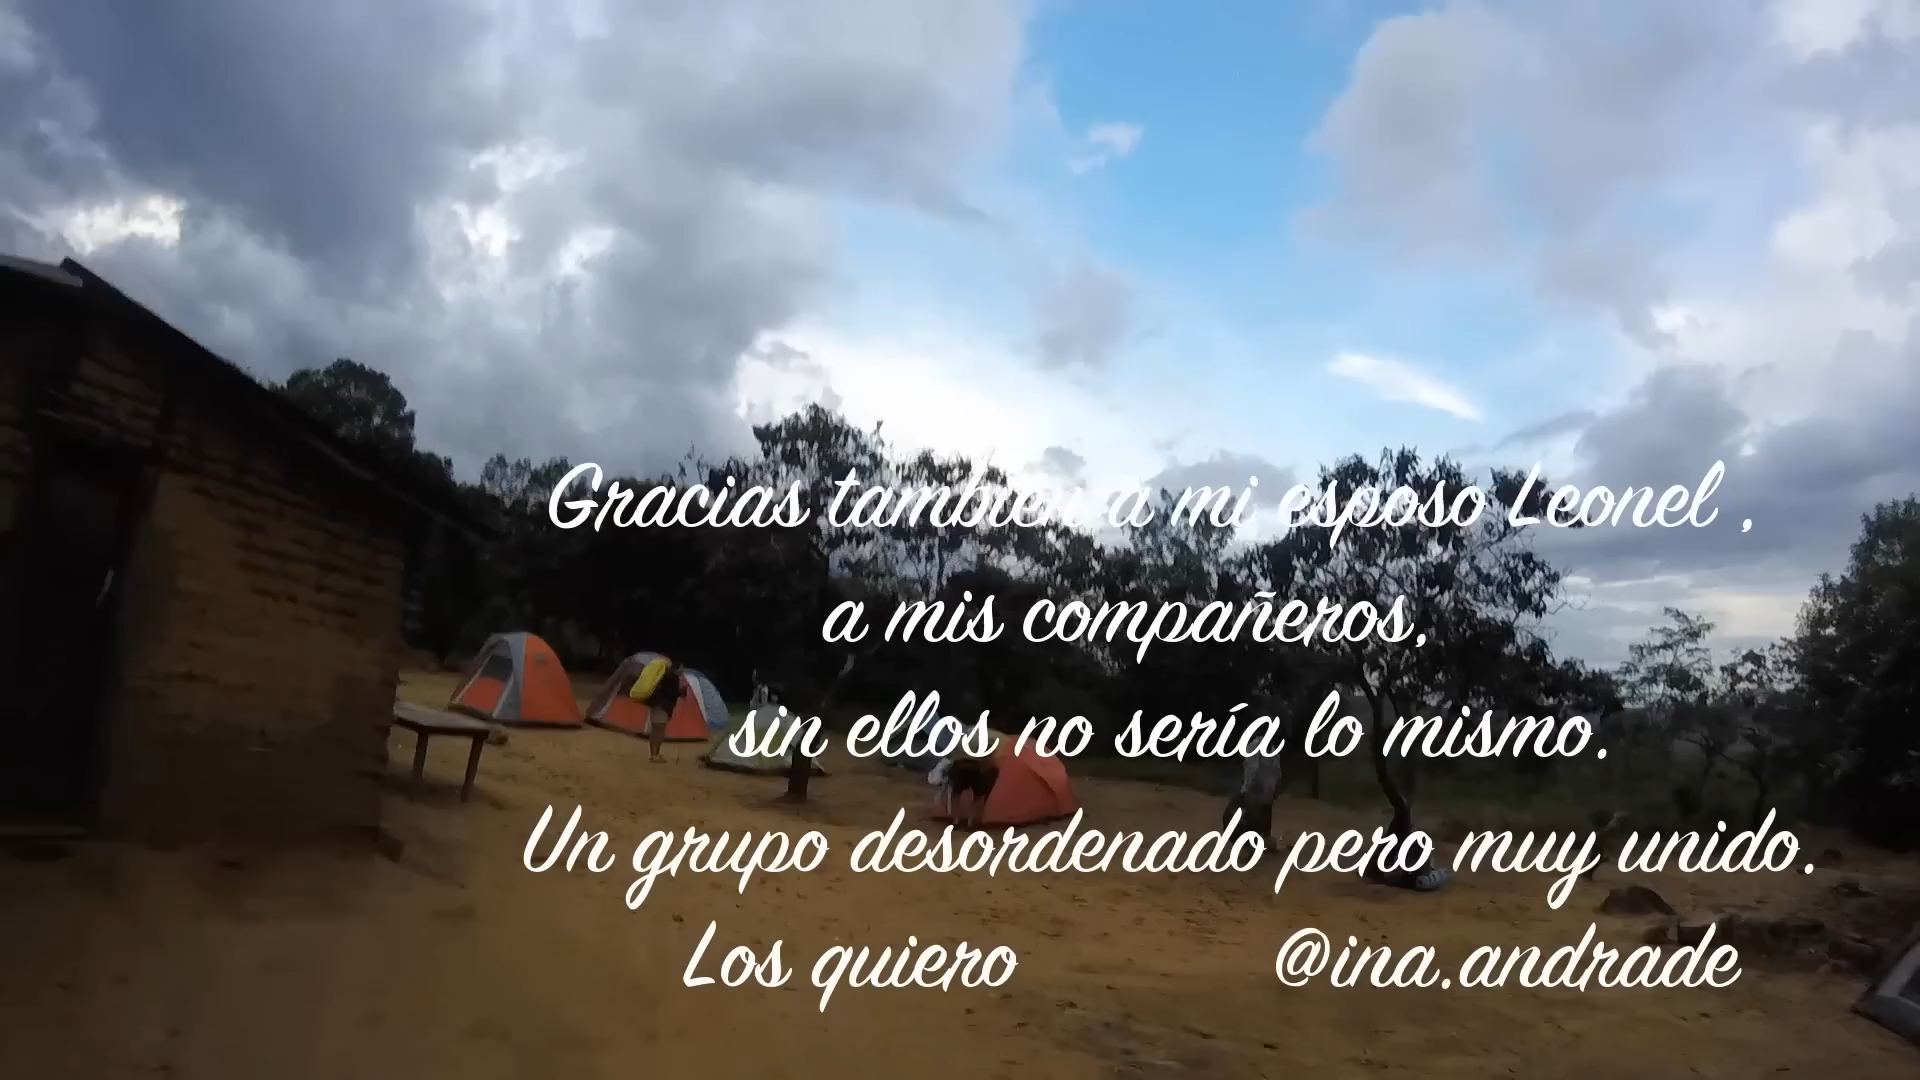 Gracias tambien a mi esposo Leonel ,
a mis compañeros,
sin ellos no sería lo mismo.
Un grupo desordenado pero muy unido.
Los quiero @ina.andrade